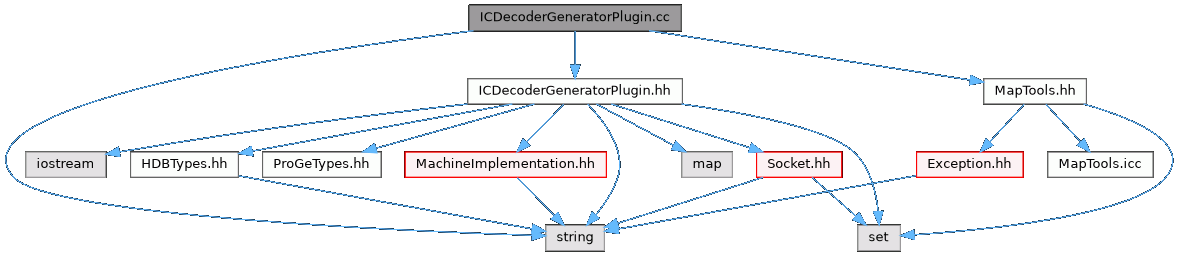 ICDecoderGeneratorPlugin.cc
ICDecoderGeneratorPlugin.hh
MapTools.hh
iostream
HDBTypes.hh
ProGeTypes.hh
MachineImplementation.hh
map
Socket.hh
Exception.hh
MapTools.icc
string
set